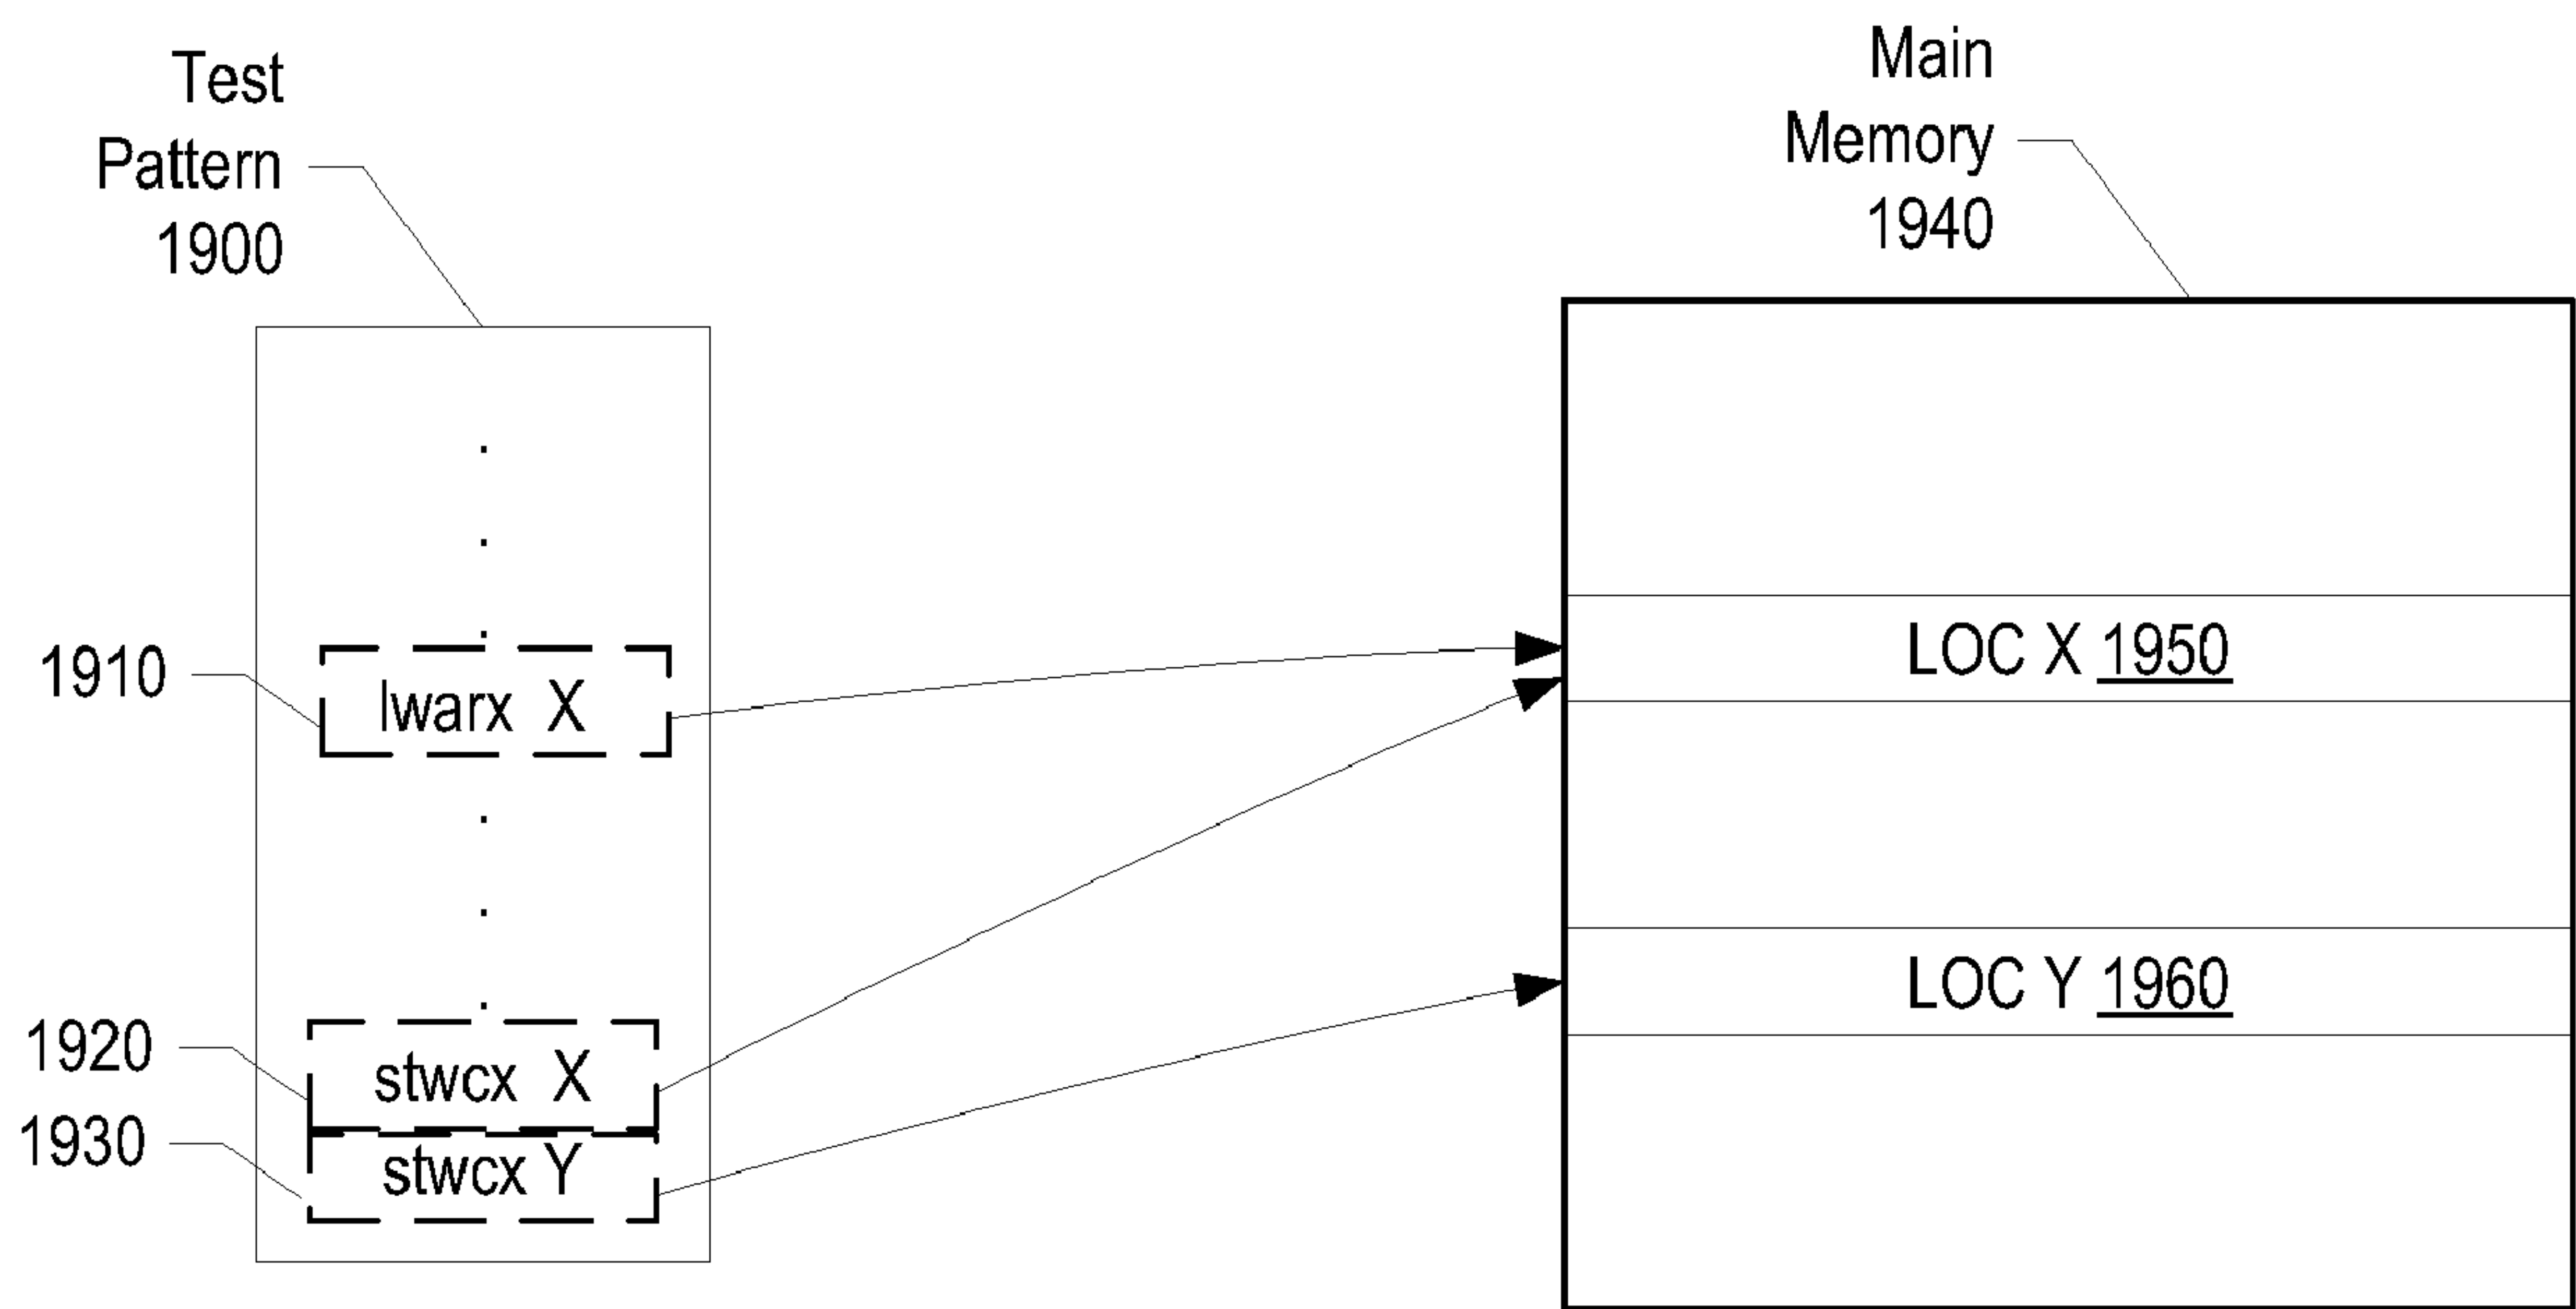 Test
Pattern
1900
Main
Memory
1940
1910
lwarx X
1920
stwcx X
1930
stwcx Y
LOC X 1950
LOC Y 1960